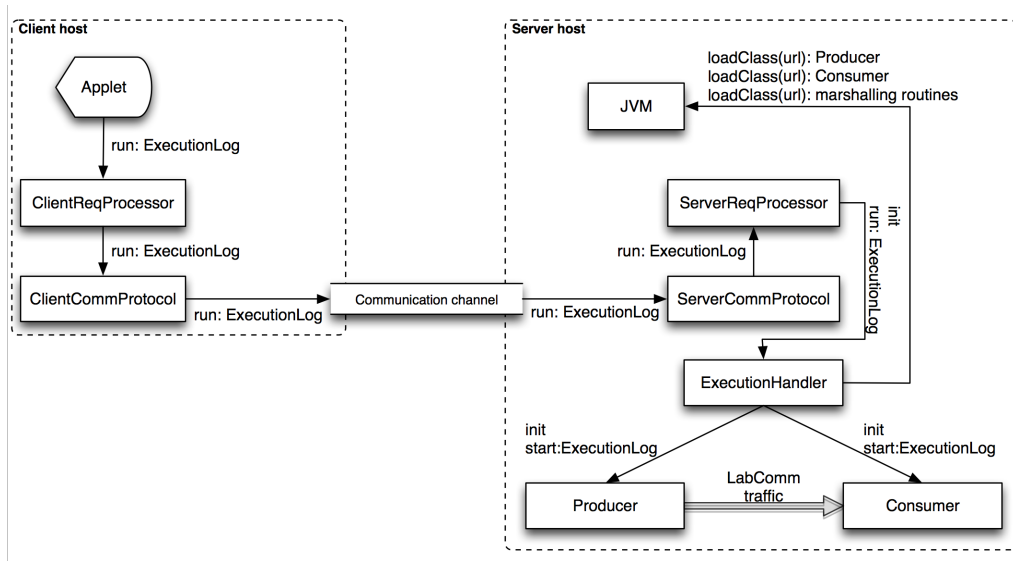 Client host
Applet
run: ExecutionLog
ClientReqProcessor
run: ExecutionLog
ClientCommProtocol
run: ExecutionLog
Communication channel
Server host
loadClass(url): Producer
loadClass(url): Consumer
loadClass(url): marshalling routines
JVM
ServerReqProcessor
init
run: ExecutionLog
run: ExecutionLog
ServerCommProtocol
run: ExecutionLog
ExecutionHandler
init
start:ExecutionLog
init
start:ExecutionLog
LabComm
traffic
Producer
Consumer